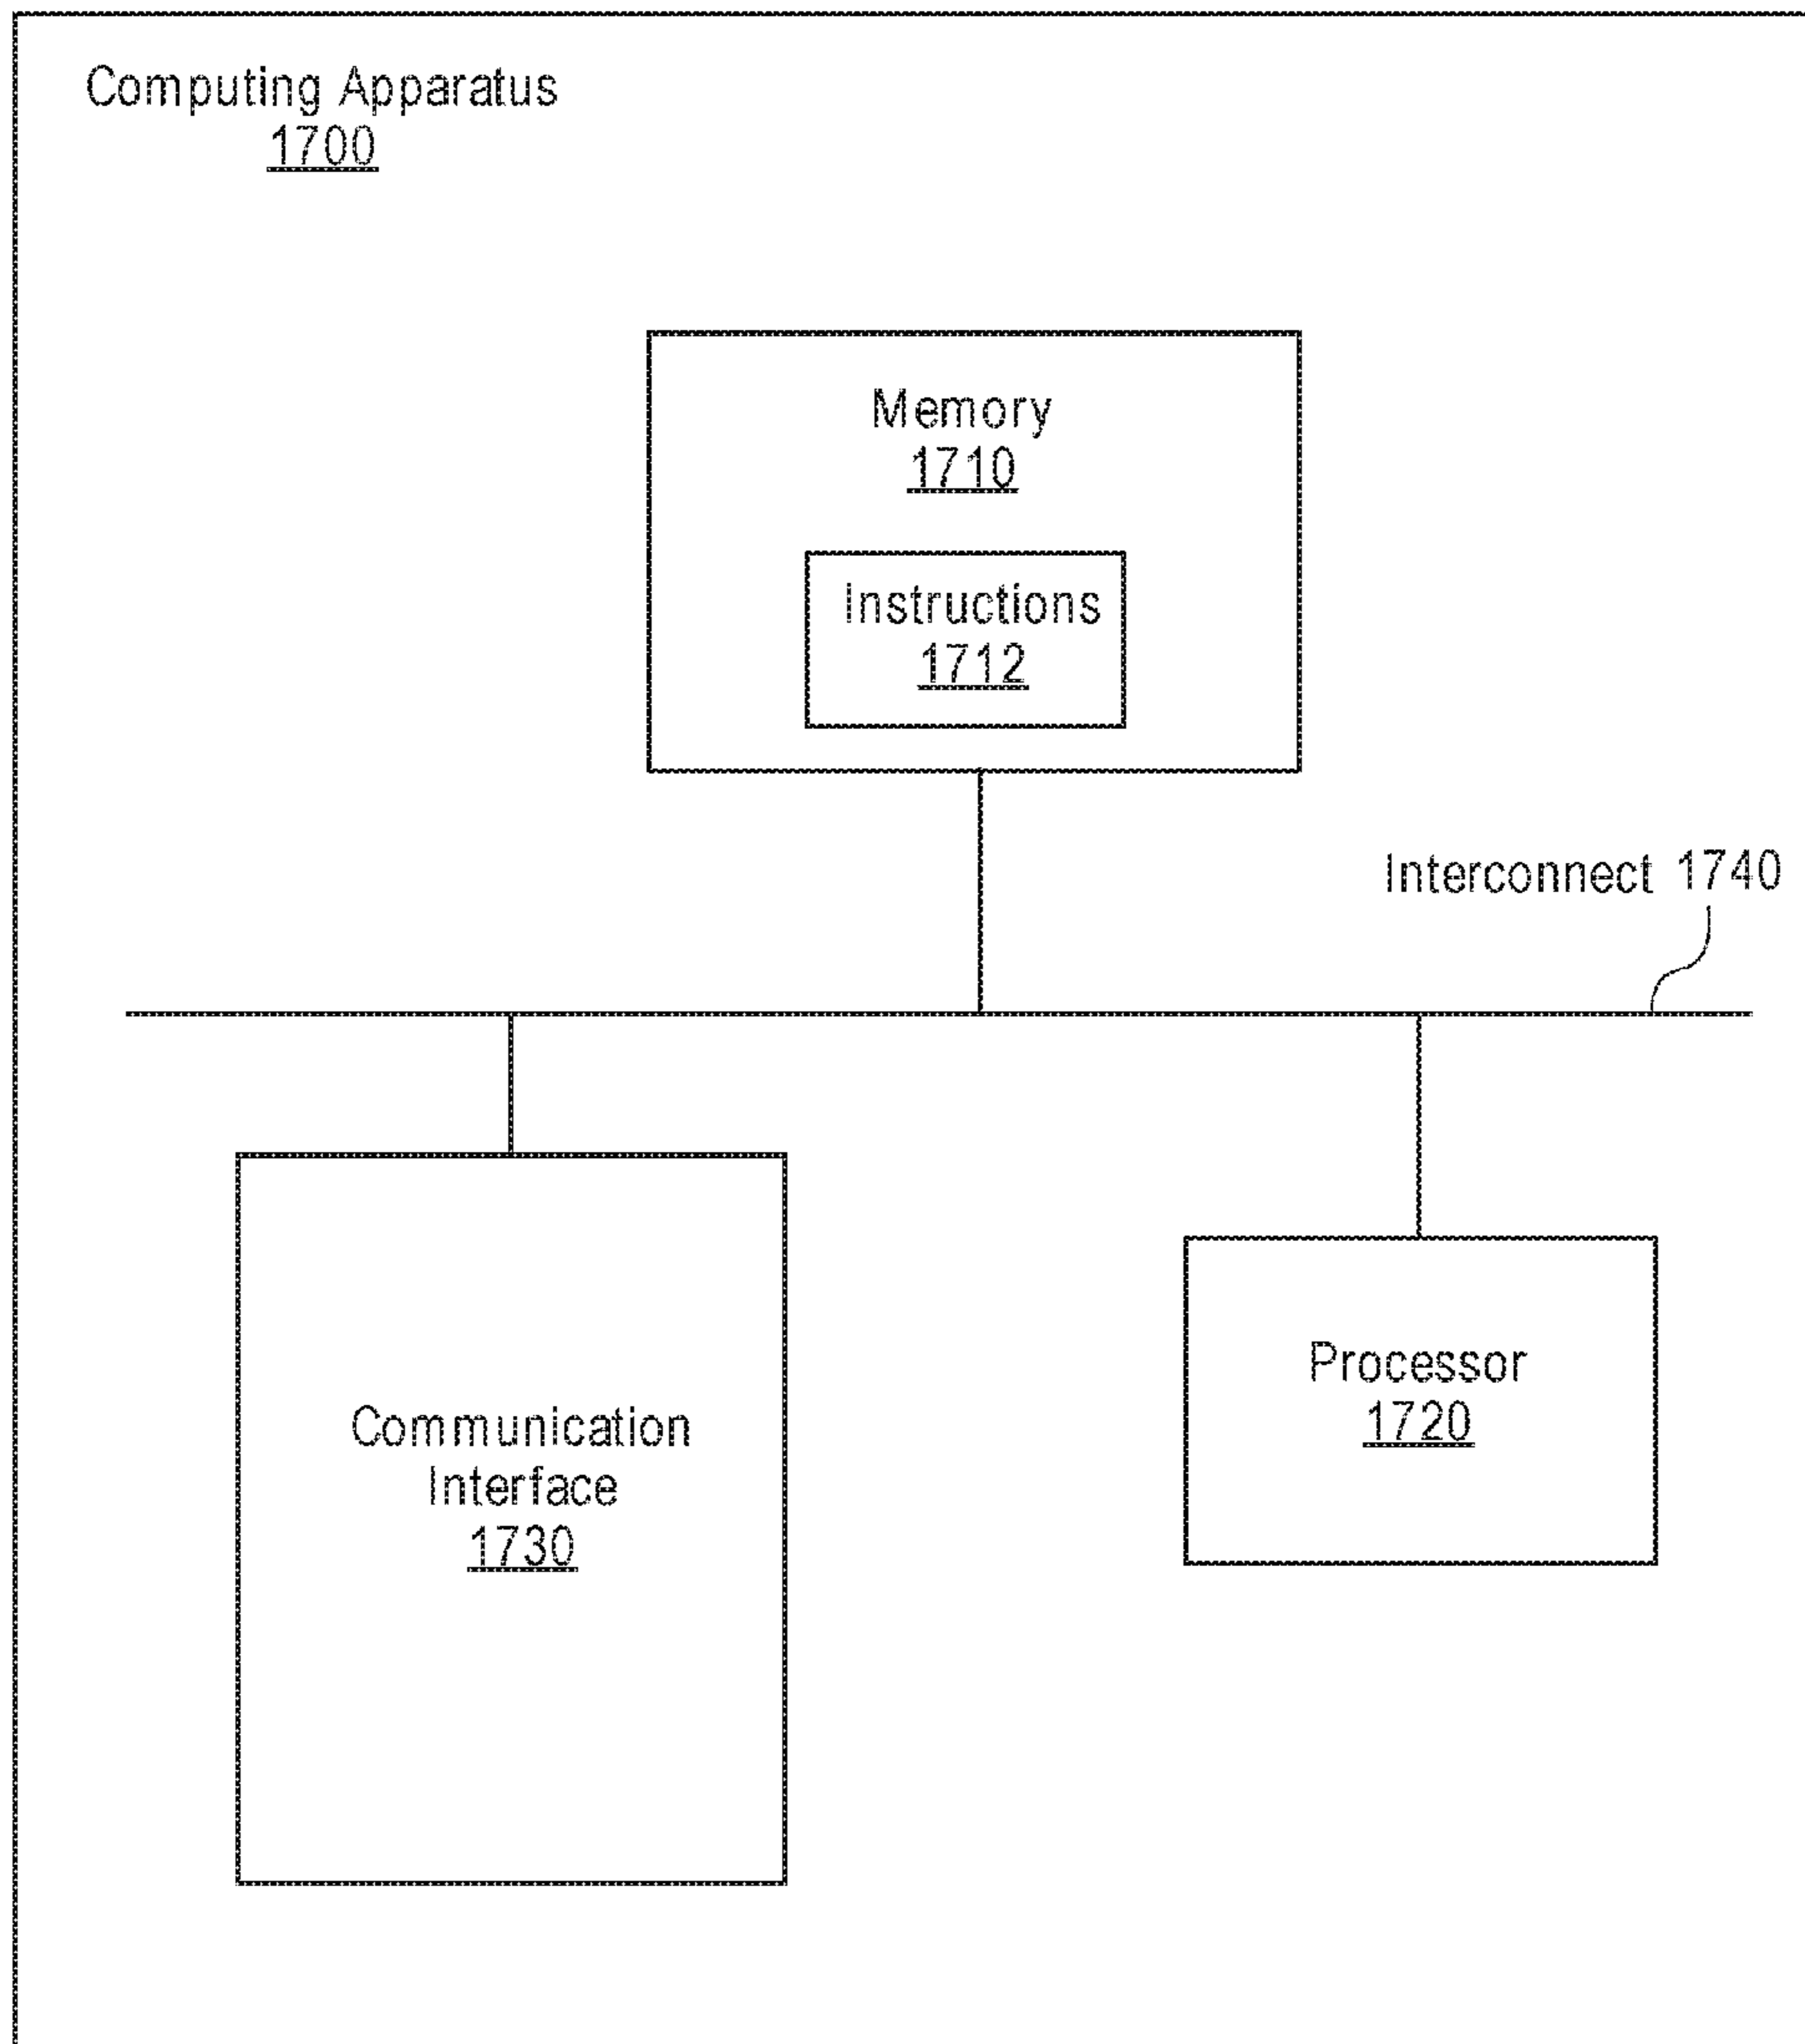 Computing Apparatus
1700
Memory
1710
Instructions
1712
Interconnect 1740
Communication
Interface
1730
Processor
1720